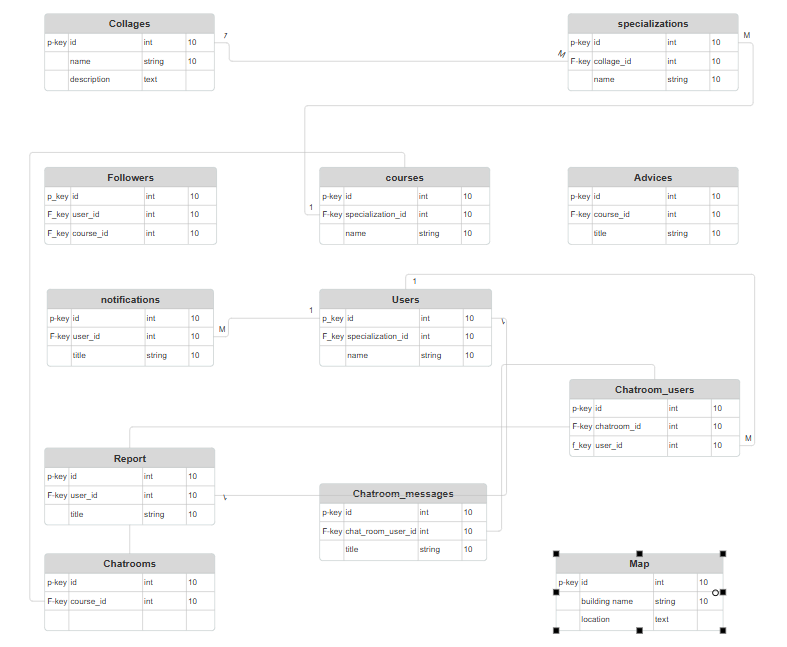 Collages
p-key id int 10
name string 10
description text
1
M
specializations
p-key id int 10
F-key collage_id int 10
name string 10
M
Followers
p_key id int 10
F_key user_id int 10
F_key course_id int 10
courses
p-key id int 10
F-key specialization_id int 10
name string 10
1
Advices
p-key id int 10
F-key course_id int 10
title string 10
notifications
p-key id int 10
F-key user_id int 10
title string 10
M
1
1
Users
p_key id int 10
F_key specialization_id int 10
name string 10
Chatroom_users
p-key id int 10
F-key chatroom_id int 10
f_key user_id int 10
M
Report
p-key id int 10
F-key user_id int 10
title string 10
Chatroom_messages
p-key id int 10
F-key chat_room_user_id int 10
title string 10
Chatrooms
p-key id int 10
F-key course_id int 10
Map
p-key id int 10
building name string 10
location text